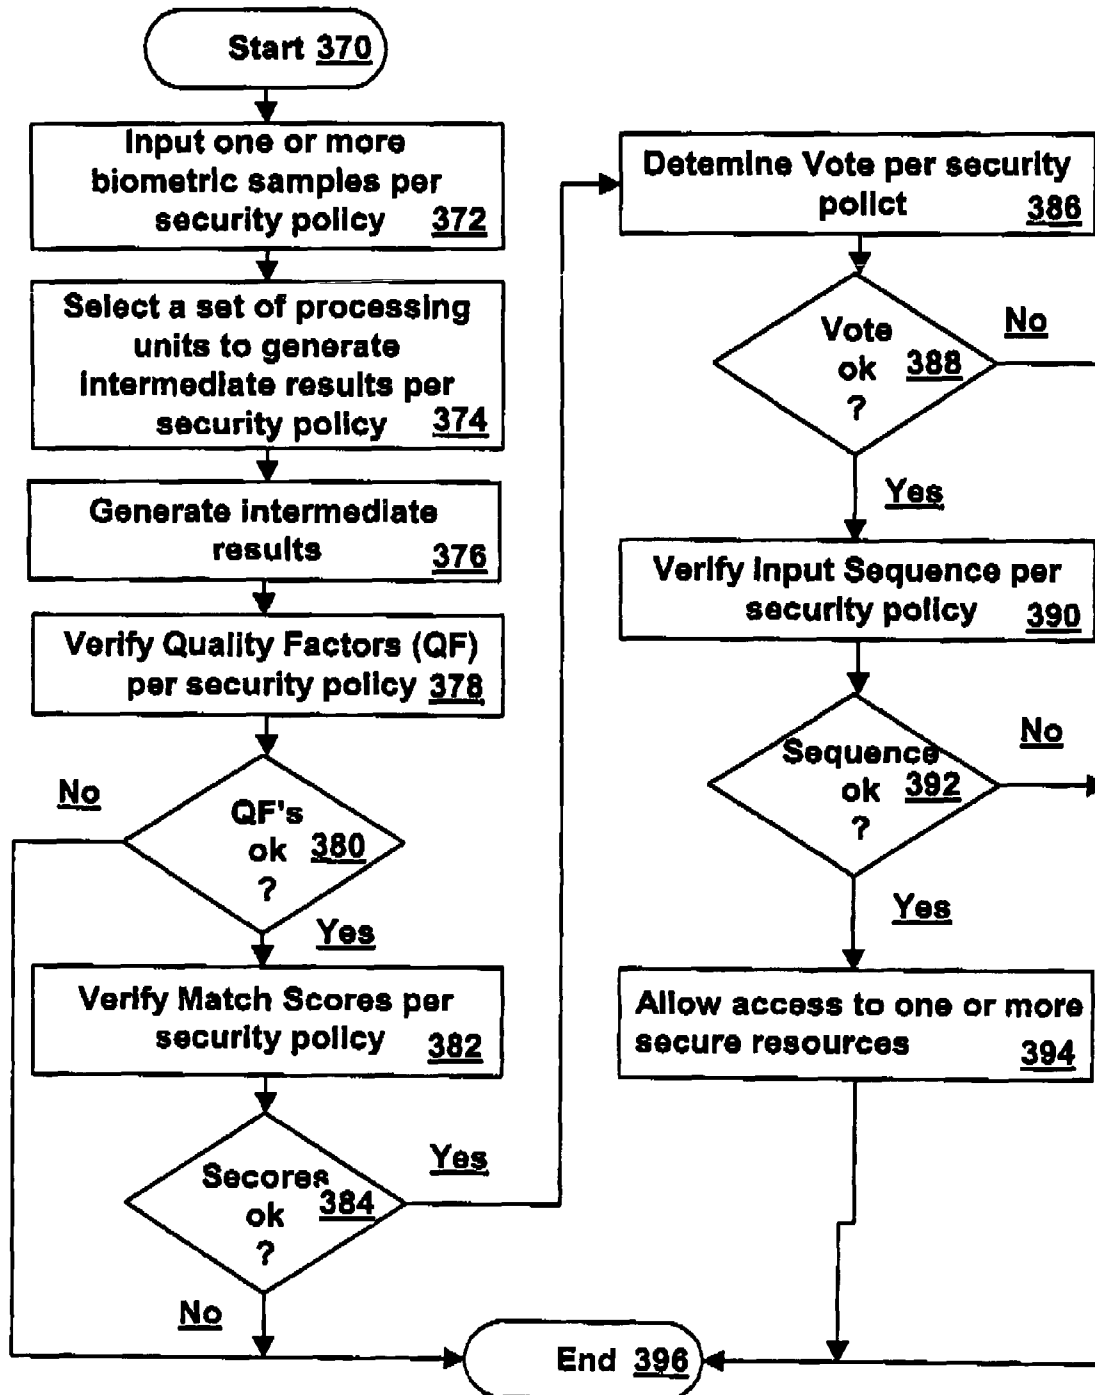 Start 370
Input one or more
biometric samples per
security policy 372
Select a set of processing
units to generate
intermediate results per
security policy 374
Generate intermediate
results 376
Verify Quality Factors (QF)
per security policy 378
No
QF's
ok 380
?
Yes
Verify Match Scores per
security policy 382
Secores
ok 384
?
Yes
No
Detemine Vote per security
polict 386
Vote
ok 388
?
No
Yes
Verify Input Sequence per
security policy 390
Sequence
ok 392
?
No
Yes
Allow access to one or more
secure resources 394
End 396